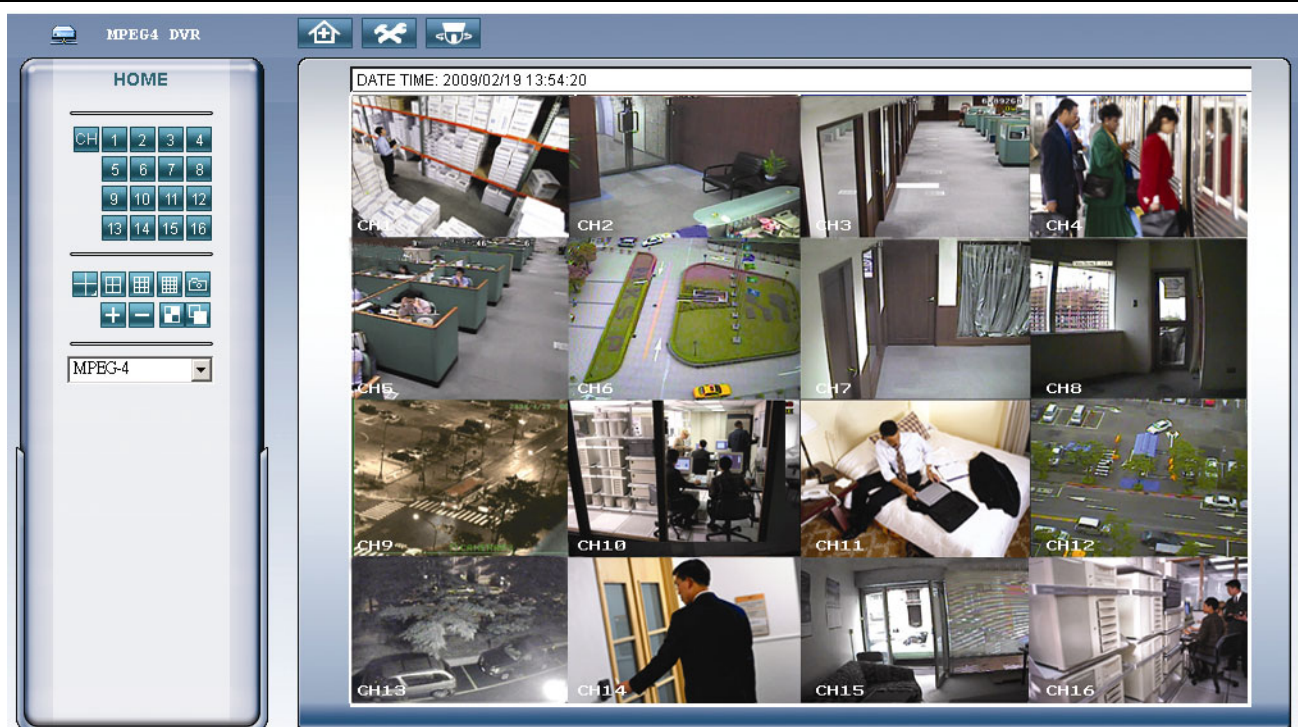 MPEG4 DVR
HOME
CH 1 2 3 4
5 6 7 8
9 10 11 12
13 14 15 16
MPEG-4
DATE TIME: 2009/02/19 13:54:20
CH1 CH2 CH3 CH4
CH5 CH6 CH7 CH8
CH9 CH10 CH11 CH12
CH13 CH14 CH15 CH16